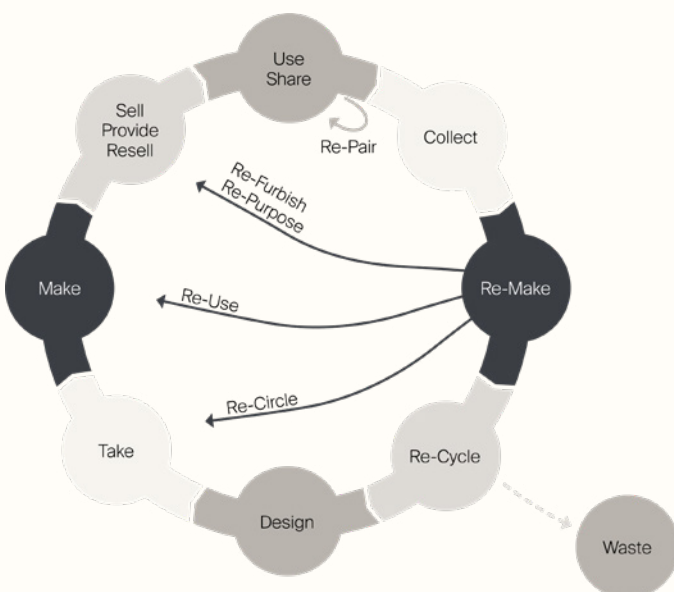 Use
Share
Sell
Provide
Resell
Collect
Re-Pair
Re-Furbish
Re-Purpose
Make
Re-Use
Re-Make
Re-Circle
Take
Re-Cycle
Design
Waste